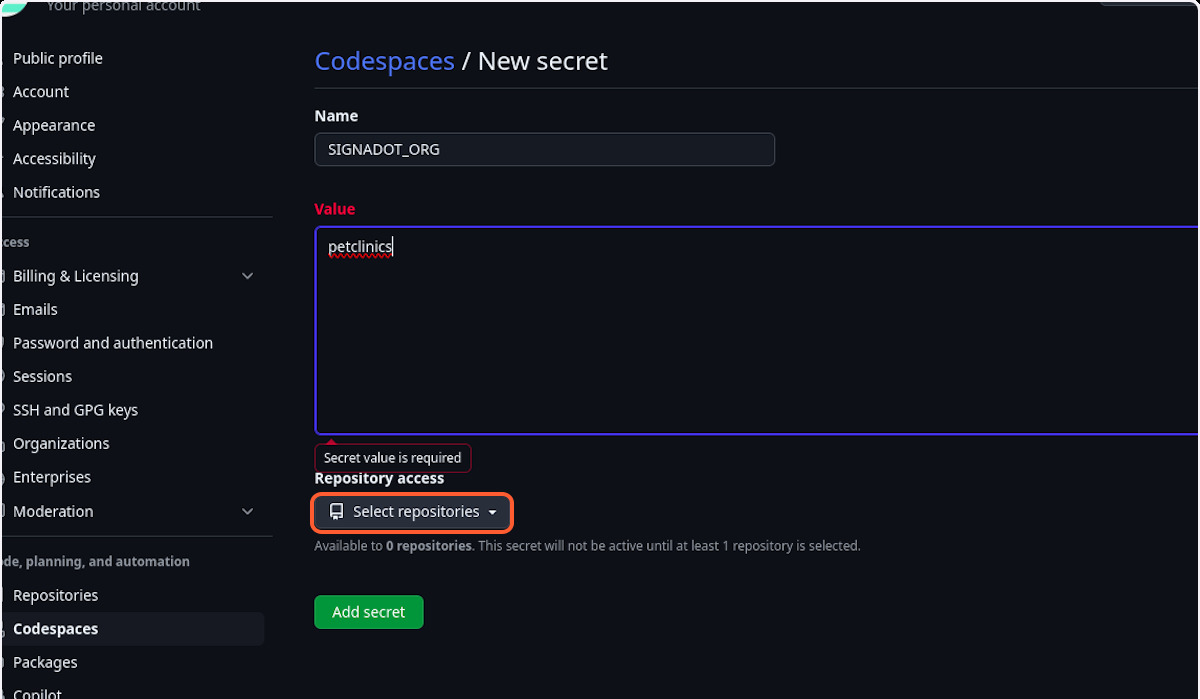 Your personal account
Public profile
Account
Appearance
Accessibility
Notifications
Billing & Licensing
Emails
Password and authentication
Sessions
SSH and GPG keys
Organizations
Enterprises
Moderation
planning, and automation
Repositories
Codespaces
Packages
Copilot
Codespaces / New secret
Name
SIGNADOT_ORG
Value
petclinics
Secret value is required
Repository access
Select repositories
Available to 0 repositories. This secret will not be active until at least 1 repository is selected.
Add secret